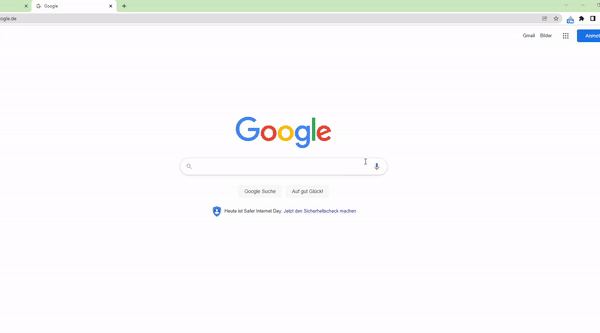 Google
ogle.de
Gmail Bilder
Anmel
Google
Google Suche Auf gut Glück!
Heute ist Safer Internet Day: Jetzt den Sicherheitscheck machen